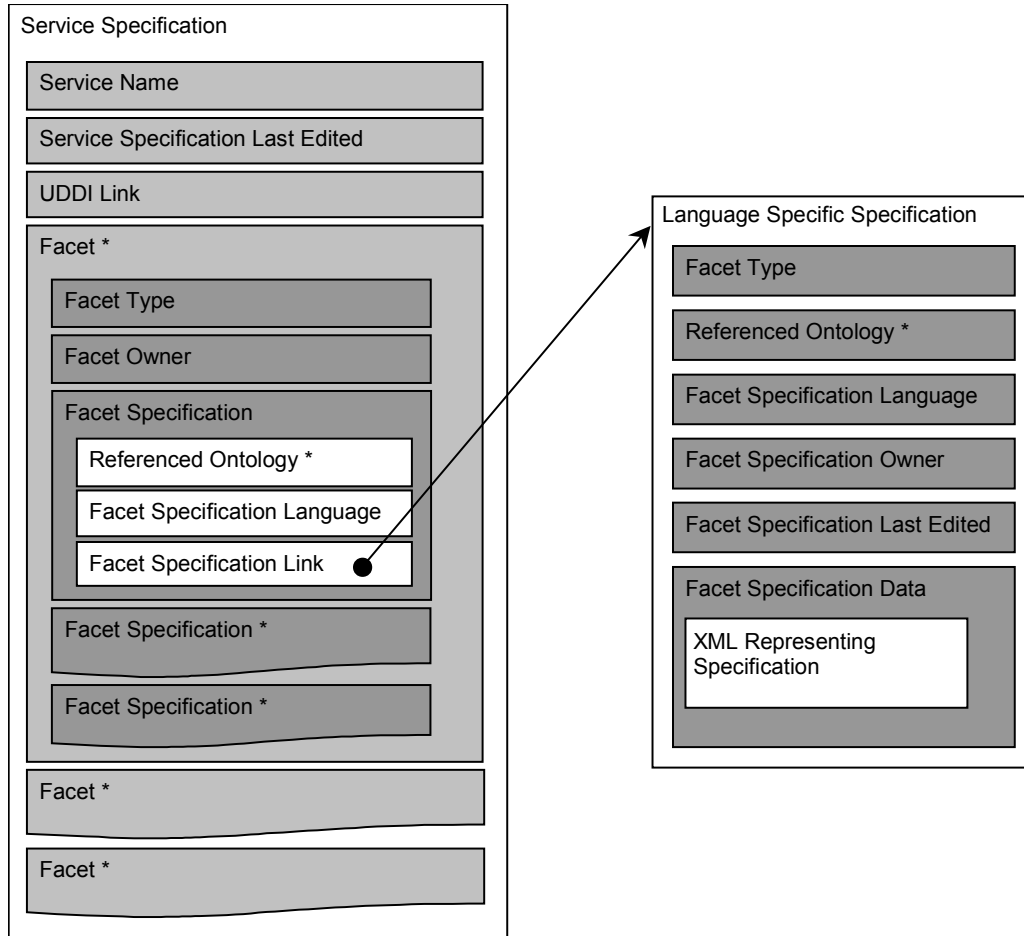 Service Specification
Service Name
Service Specification Last Edited
UDDI Link
Facet *
Facet Type
Facet Owner
Facet Specification
Referenced Ontology *
Facet Specification Language
Facet Specification Link
Facet Specification *
Facet Specification *
Facet *
Facet *
Language Specific Specification
Facet Type
Referenced Ontology *
Facet Specification Language
Facet Specification Owner
Facet Specification Last Edited
Facet Specification Data
XML Representing
Specification